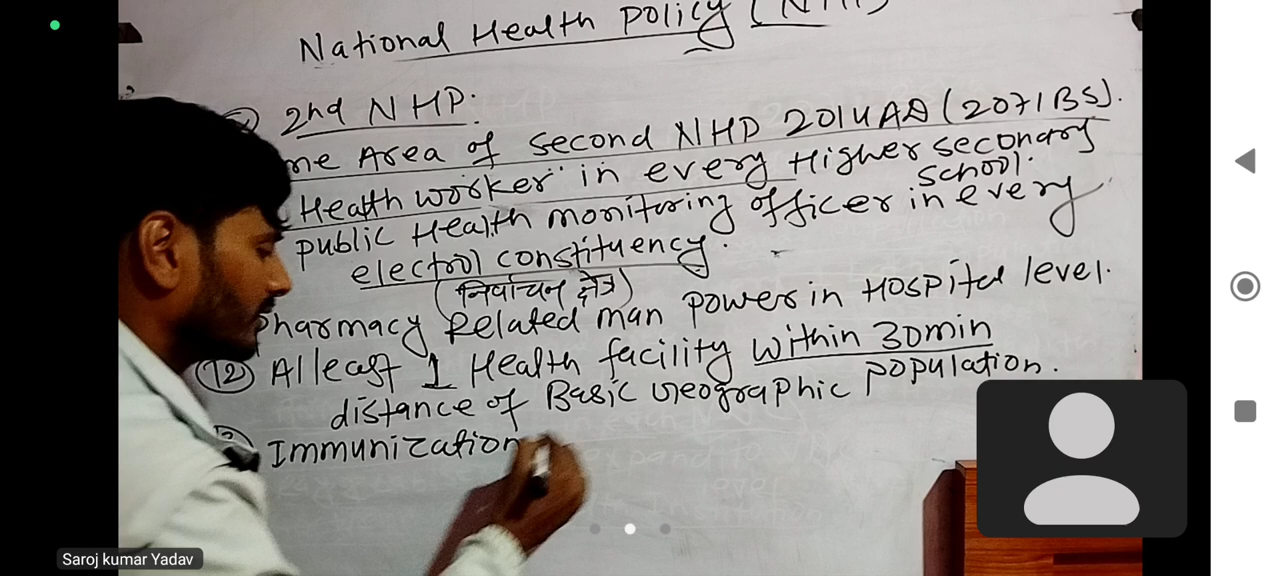 National Health Policy (NHP)
2nd NHP:
me Area of second NHP 2014AD (2071BS).
Health worker in every Higher secondary
school.
public Health monitoring officer in every
electrol constituency.
(निर्वाचन क्षेत्र)
Pharmacy Related man power in Hospital level.
(12) Atleast 1 Health facility within 30min
distance of Basic Geographic population.
Immunization
Saroj kumar Yadav